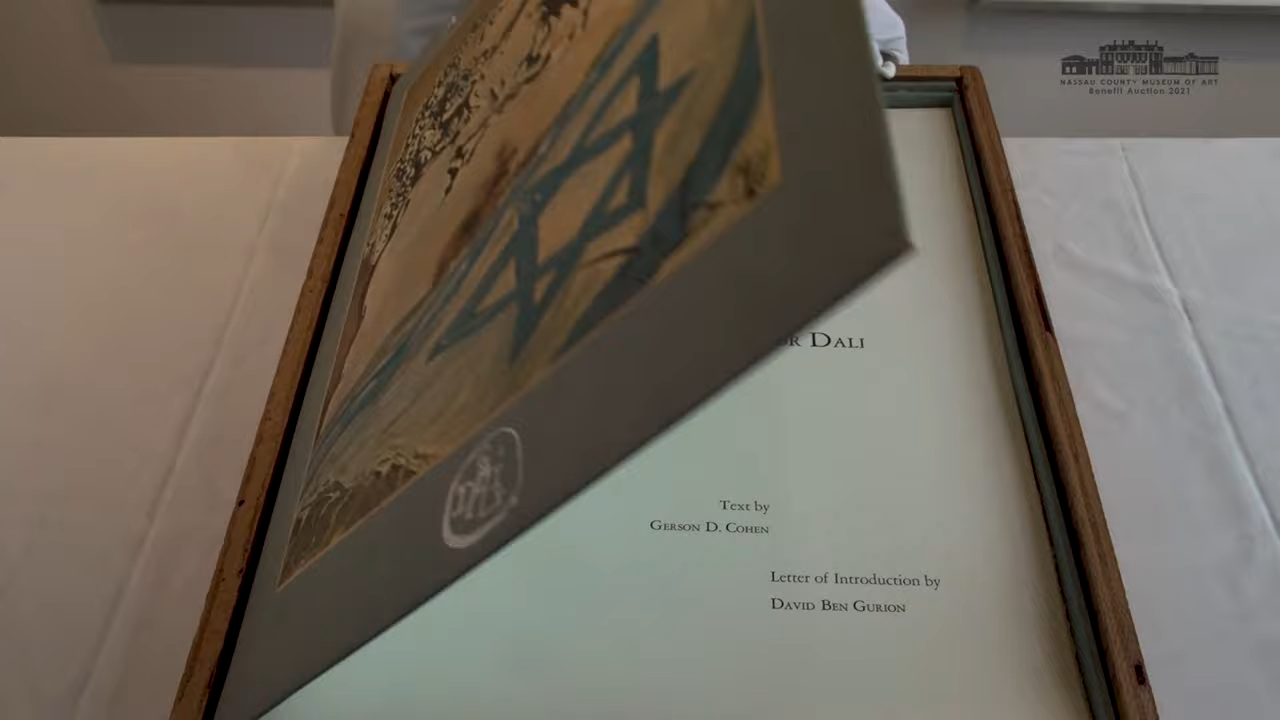 NASSAU COUNTY MUSEUM OF ART
Benefit Auction 2021
R DALI
Text by
GERSON D. COHEN
Letter of Introduction by
DAVID BEN GURION